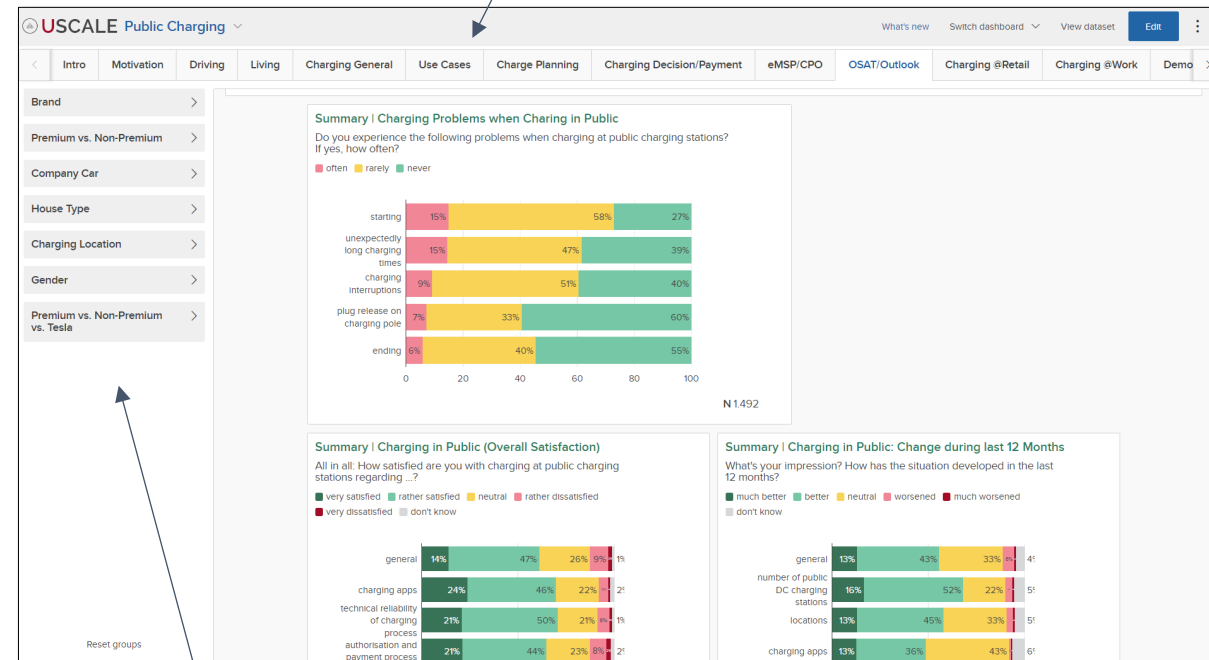 USCALE Public Charging
What's new Switch dashboard View dataset Edit
Intro Motivation Driving Living Charging General Use Cases Charge Planning Charging Decision/Payment eMSP/CPO OSAT/Outlook Charging @Retail Charging @Work Demo
Brand
Premium vs. Non-Premium
Company Car
House Type
Charging Location
Gender
Premium vs. Non-Premium
vs. Tesla
Reset groups
Summary | Charging Problems when Charing in Public
Do you experience the following problems when charging at public charging stations?
If yes, how often?
often rarely never
starting 15% 58% 27%
unexpectedly
long charging
times
15% 47% 39%
charging
interruptions
9% 51% 40%
plug release on
charging pole
7% 33% 60%
ending 6% 40% 55%
0 20 40 60 80 100
N 1.492
Summary | Charging in Public (Overall Satisfaction)
All in all: How satisfied are you with charging at public charging
stations regarding ...?
very satisfied rather satisfied neutral rather dissatisfied
very dissatisfied don't know
general 14% 47% 26% 9% 1%
charging apps 24% 46% 22% 2%
technical reliability
of charging
process
21% 50% 21% 1%
authorisation and
payment process
21% 44% 23% 8% 2%
Summary | Charging in Public: Change during last 12 Months
What's your impression? How has the situation developed in the last
12 months?
much better better neutral worsened much worsened
don't know
general 13% 43% 33%
number of public
DC charging
stations
16% 52% 22%
locations 13% 45% 33%
charging apps 13% 36% 43%